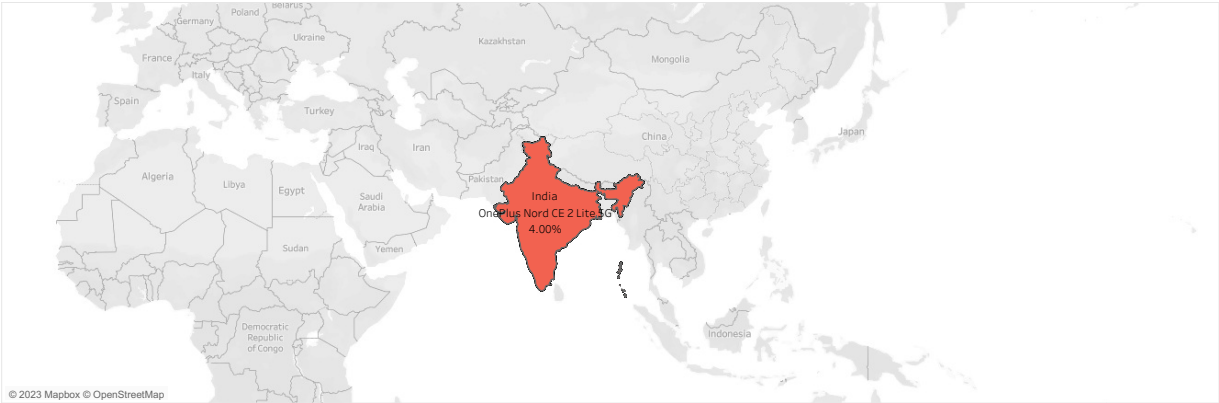 Belarus
Poland
Germany
Ukraine
Kazakhstan
France
Mongolia
Italy
Spain
Turkey
Japan
China
Iraq
Iran
Algeria
Pakistan
Libya
Egypt
Saudi
Arabia
India
OnePlus Nord CE 2 Lite 5G
4.00%
Sudan
Yemen
Democratic
Republic
of Congo
Indonesia
© 2023 Mapbox © OpenStreetMap